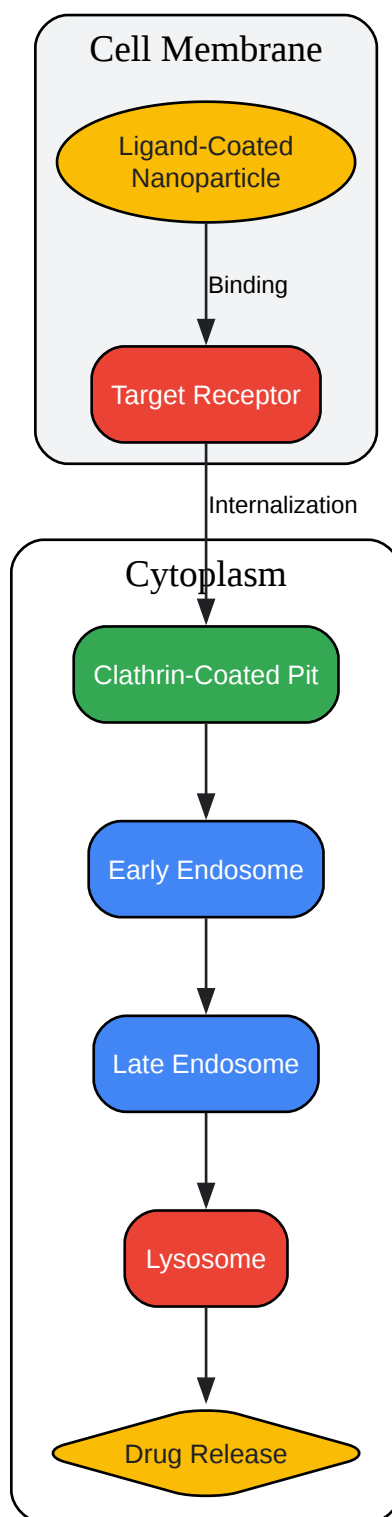 Cell Membrane
Ligand-Coated
Nanoparticle
Binding
Target Receptor
Internalization
Cytoplasm
Clathrin-Coated Pit
Early Endosome
Late Endosome
Lysosome
Drug Release